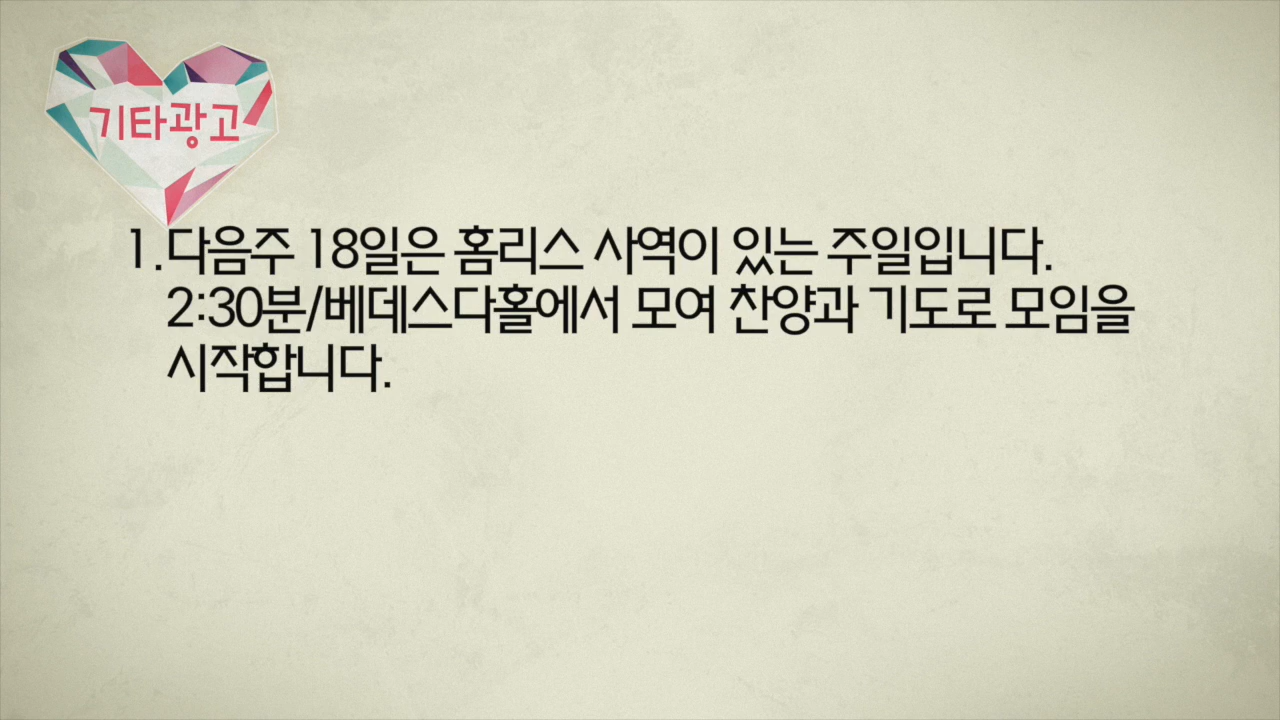 기타광고
1.다음주 18일은 홈리스 사역이 있는 주일입니다.
2:30분/베데스다홀에서 모여 찬양과 기도로 모임을
시작합니다.